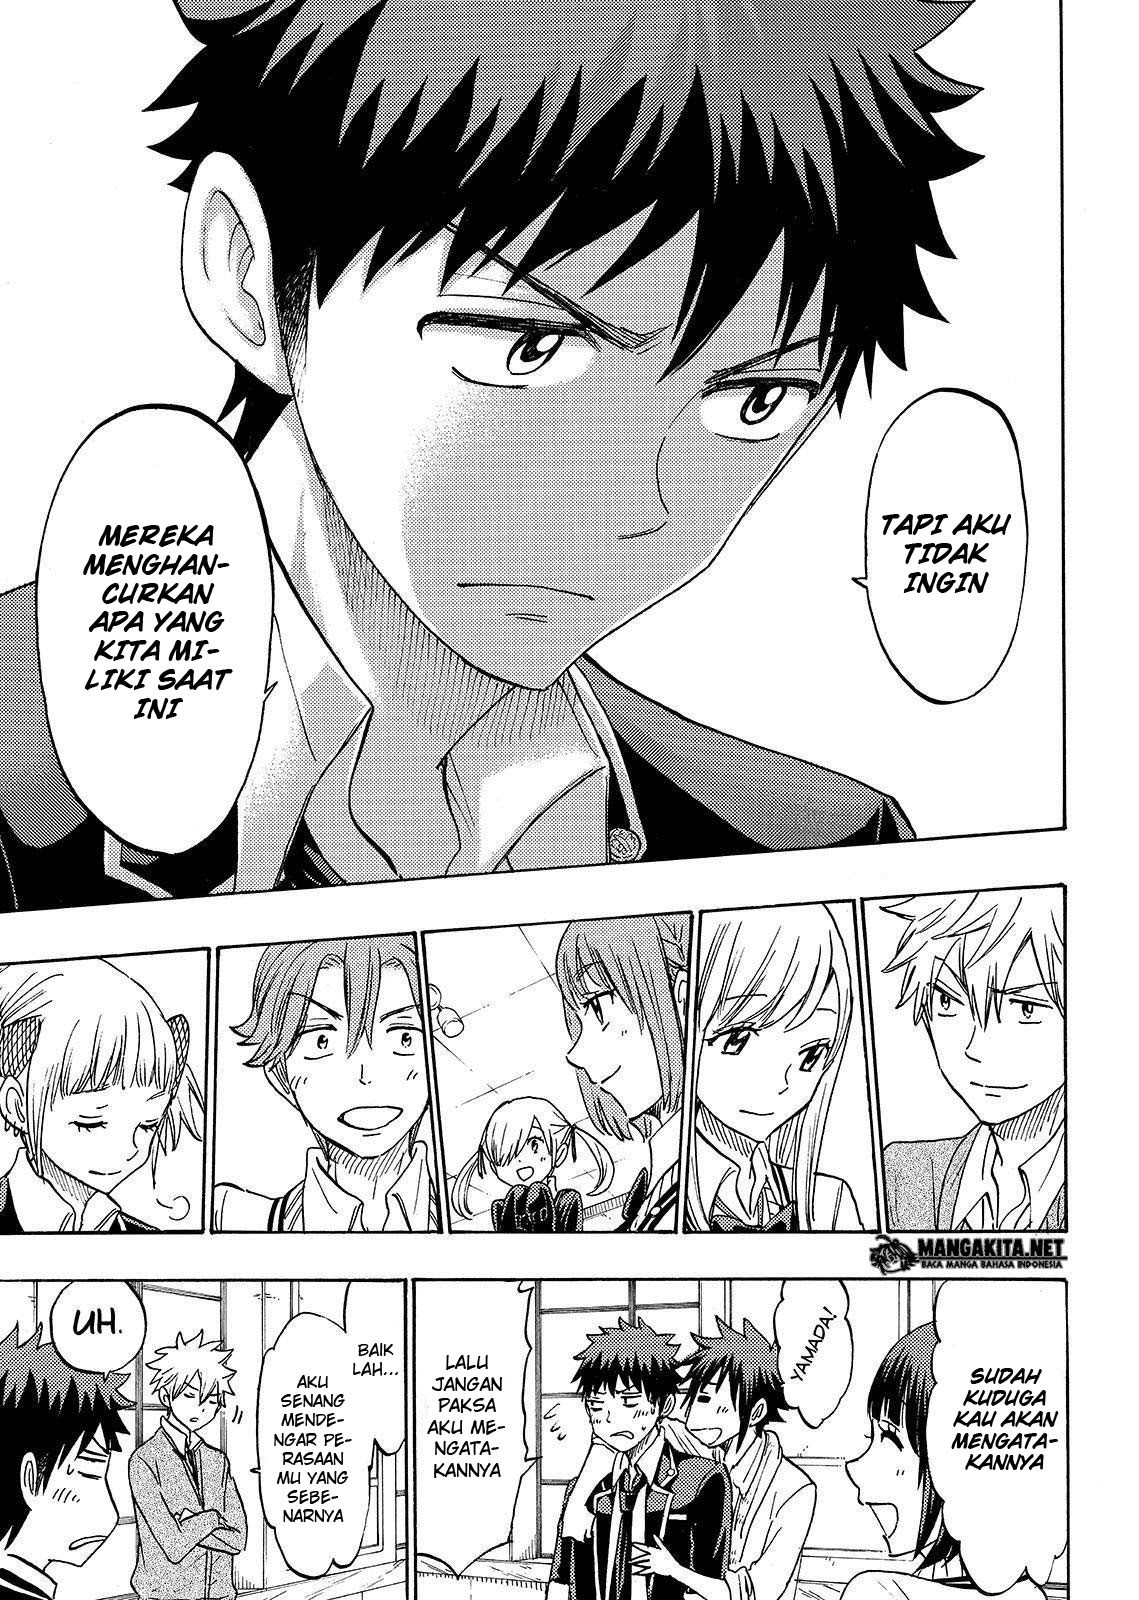 TAPI AKU
TIDAK
INGIN
MEREKA
MENGHAN-
CURKAN
APA YANG
KITA MI-
LIKI SAAT
INI
MANGAKITA.NET
BACA MANGA BAHASA INDONESIA
SUDAH
KUDUGA
KAU AKAN
MENGATA-
KANNYA
YAMADA!
LALU
JANGAN
PAKSA
AKU ME-
NGATA-
KANNYA
BAIK
LAH...
AKU
SENANG
MENDE-
NGAR PE-
RASAAN
MU YANG
SEBE-
NARNYA
UH.